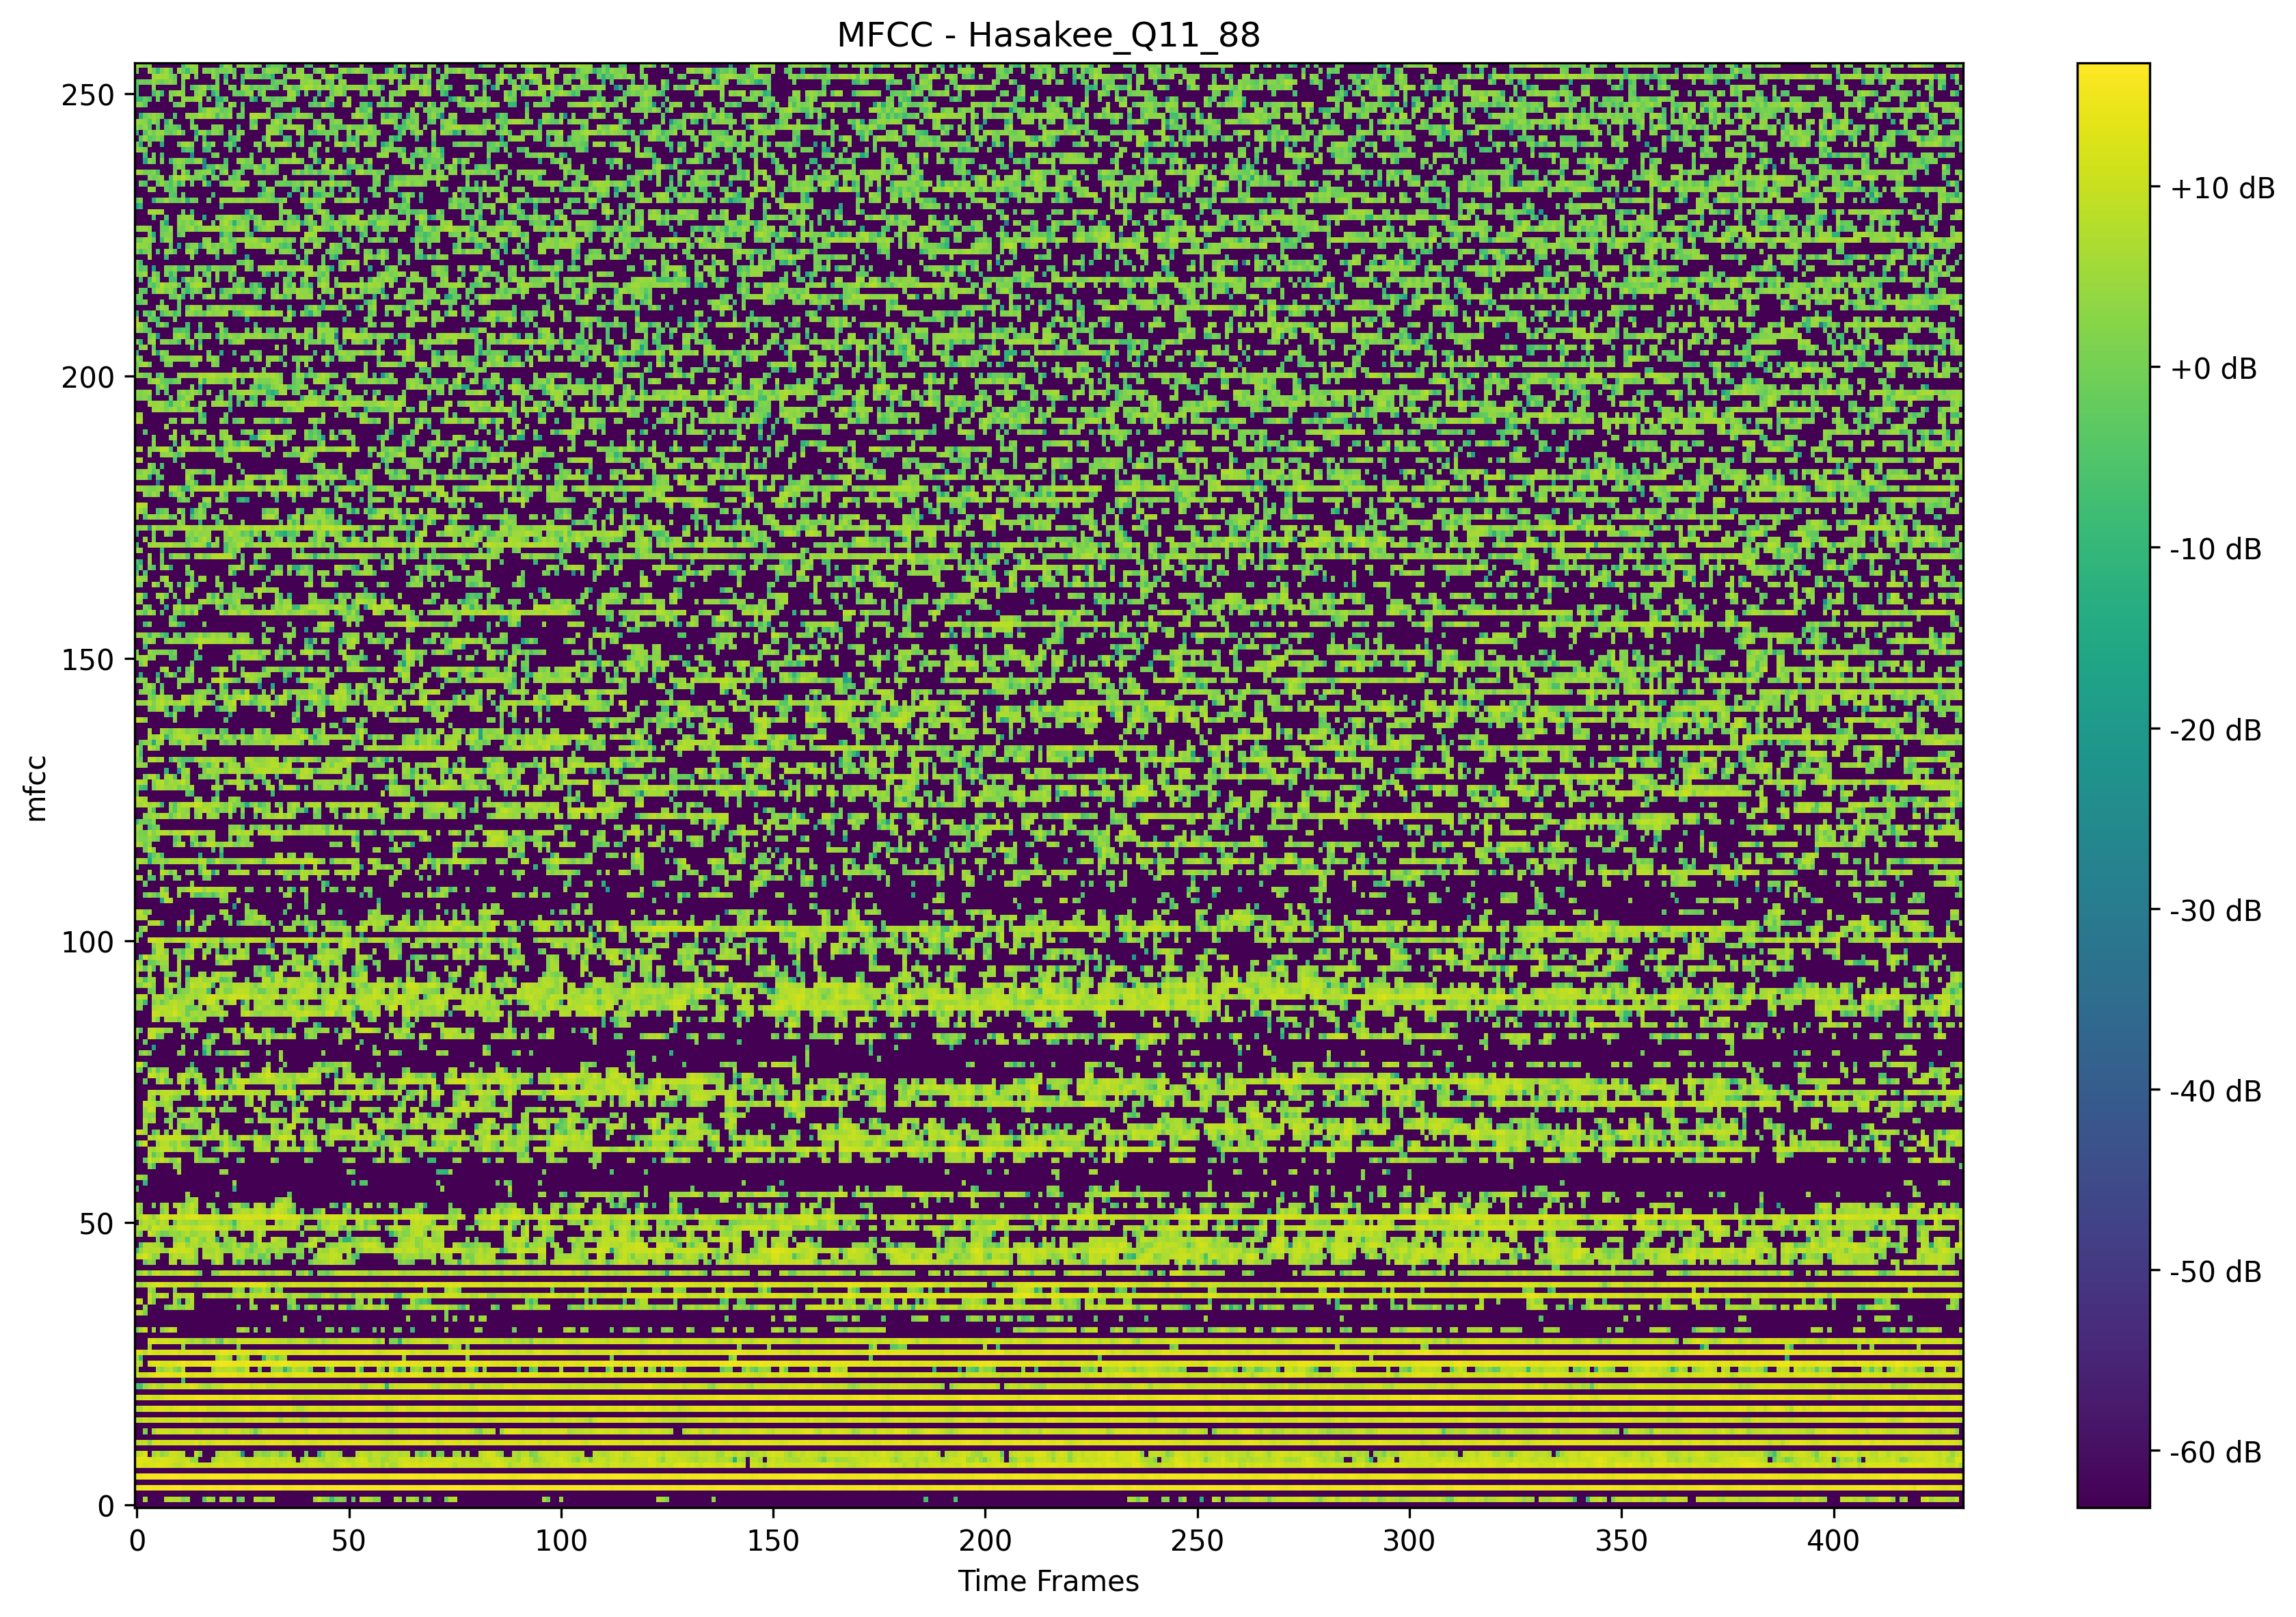 MFCC - Hasakee_Q11_88
250
200
150
100
50
0
mfcc
0 50 100 150 200 250 300 350 400
Time Frames
+10 dB
+0 dB
-10 dB
-20 dB
-30 dB
-40 dB
-50 dB
-60 dB